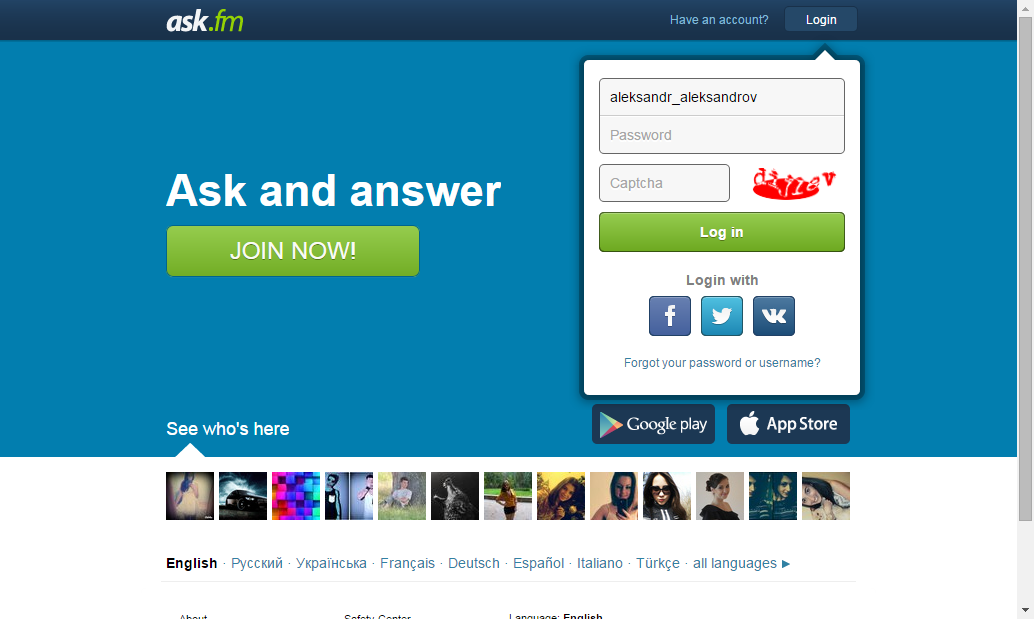 ask.fm
Have an account?
Login
aleksandr_aleksandrov
Password
Captcha
Log in
Login with
f
Forgot your password or username?
Ask and answer
JOIN NOW!
Google play
App Store
See who's here
English · Русский · Українська · Français · Deutsch · Español · Italiano · Türkçe · all languages ►
About
Safety Center
Language: English